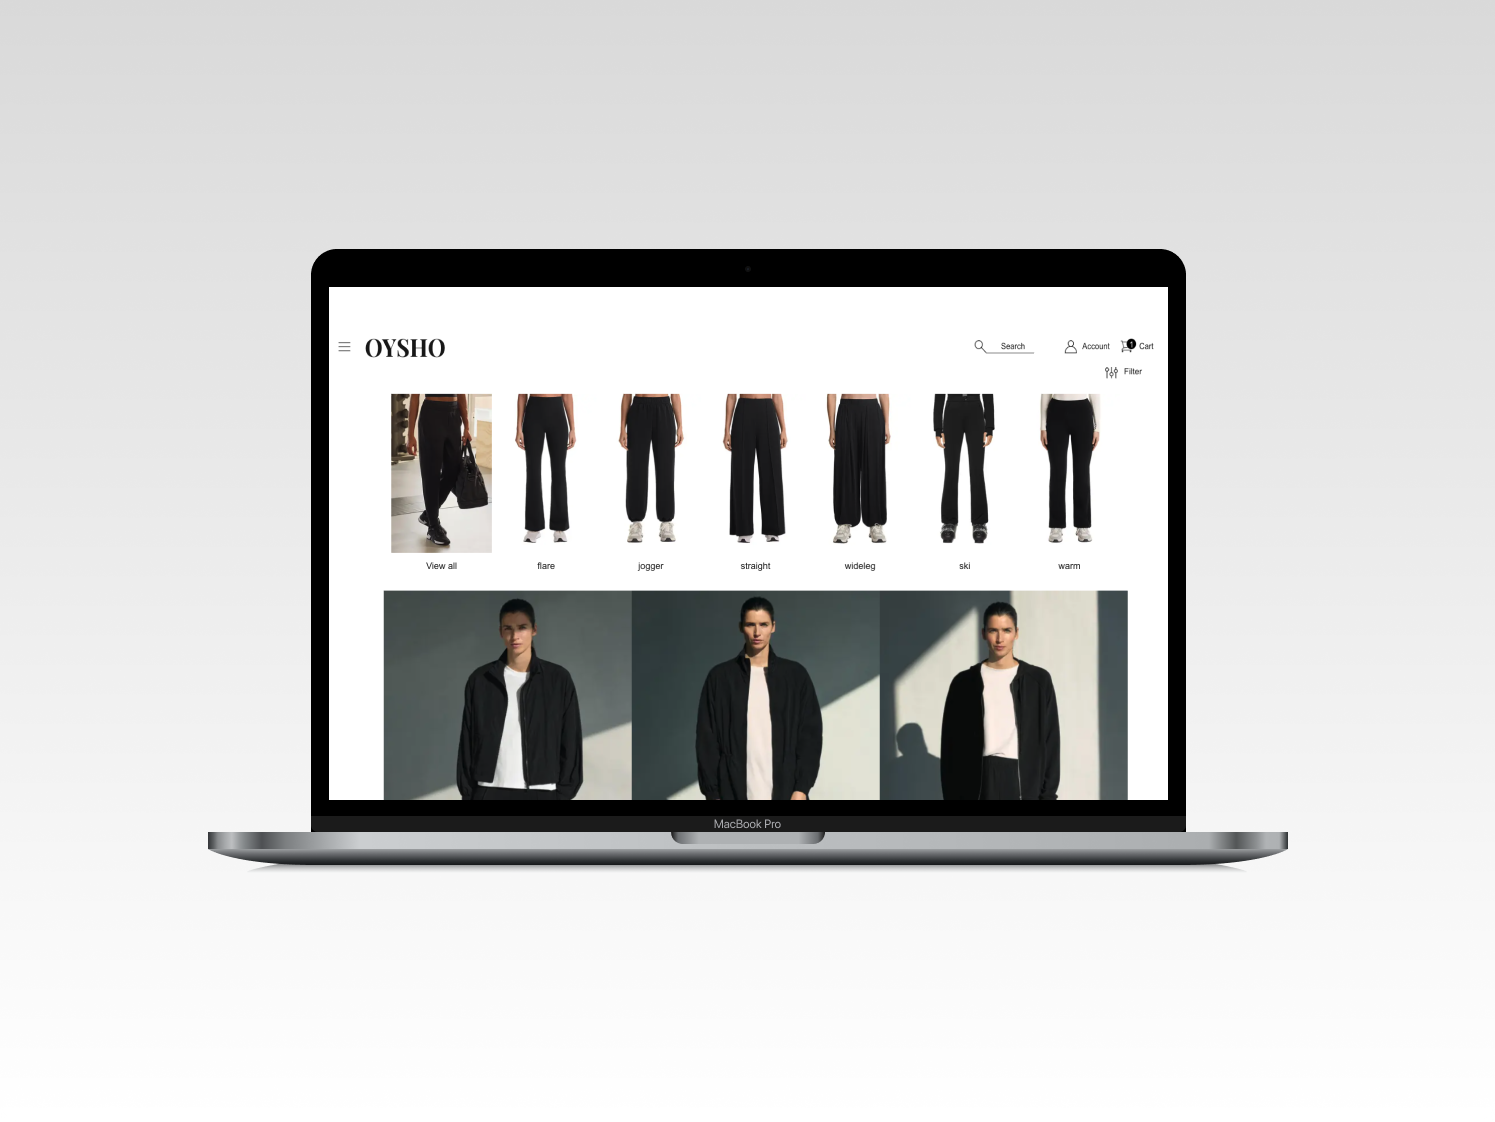 OYSHO
Search
Account
1
Cart
Filter
View all
flare
jogger
straight
wideleg
ski
warm
MacBook Pro